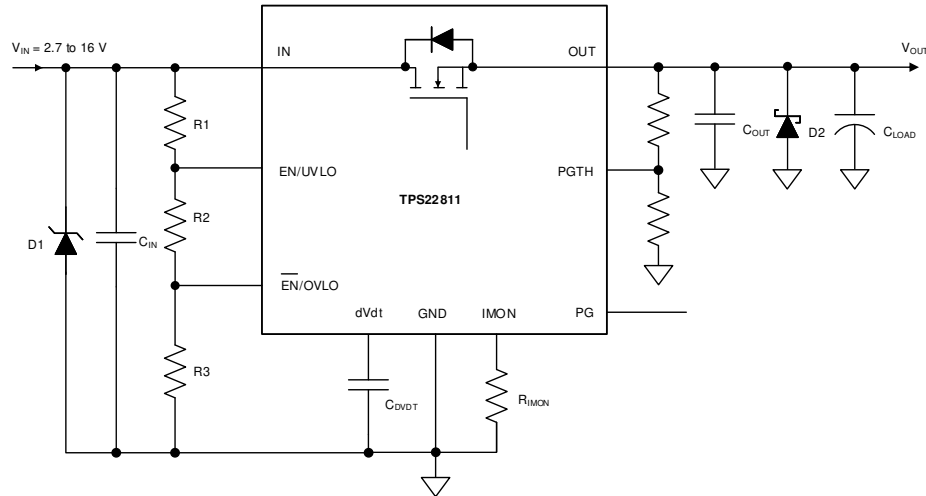 V_IN = 2.7 to 16 V
IN
OUT
V_OUT
R1
EN/UVLO
C_OUT
D2
C_LOAD
PGTH
TPS22811
R2
D1
C_IN
E̅N̅/OVLO
dVdt
GND
IMON
PG
R3
C_DVDT
R_IMON